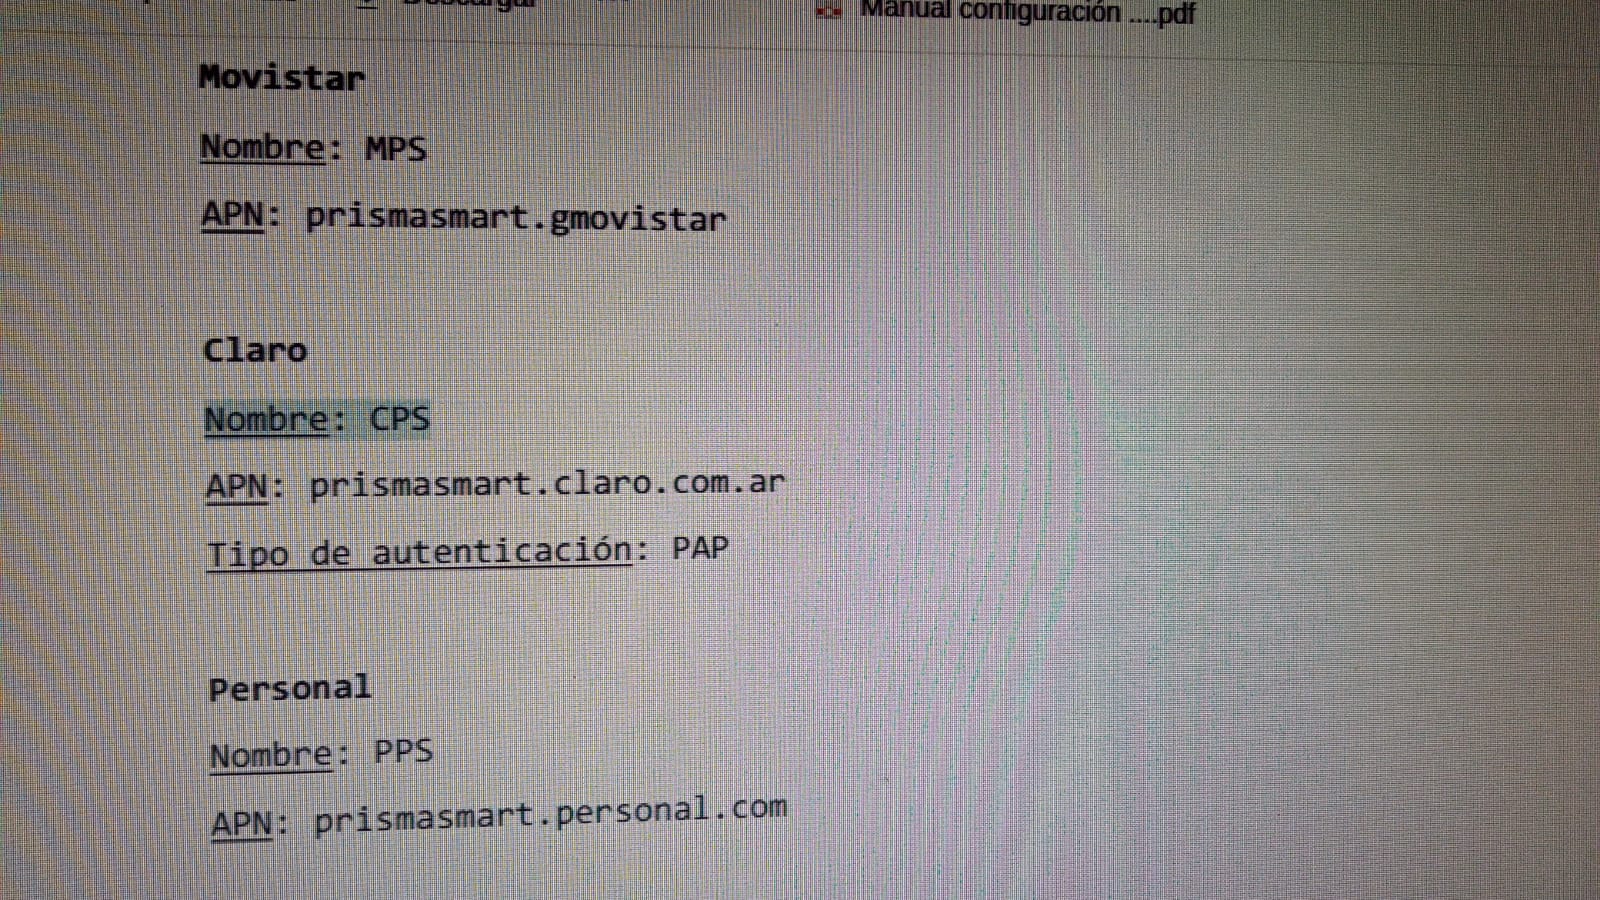 Descargar
Manual configuración ....pdf
Movistar
Nombre: MPS
APN: prismasmart.gmovistar
Claro
Nombre: CPS
APN: prismasmart.claro.com.ar
Tipo de autenticación: PAP
Personal
Nombre: PPS
APN: prismasmart.personal.com